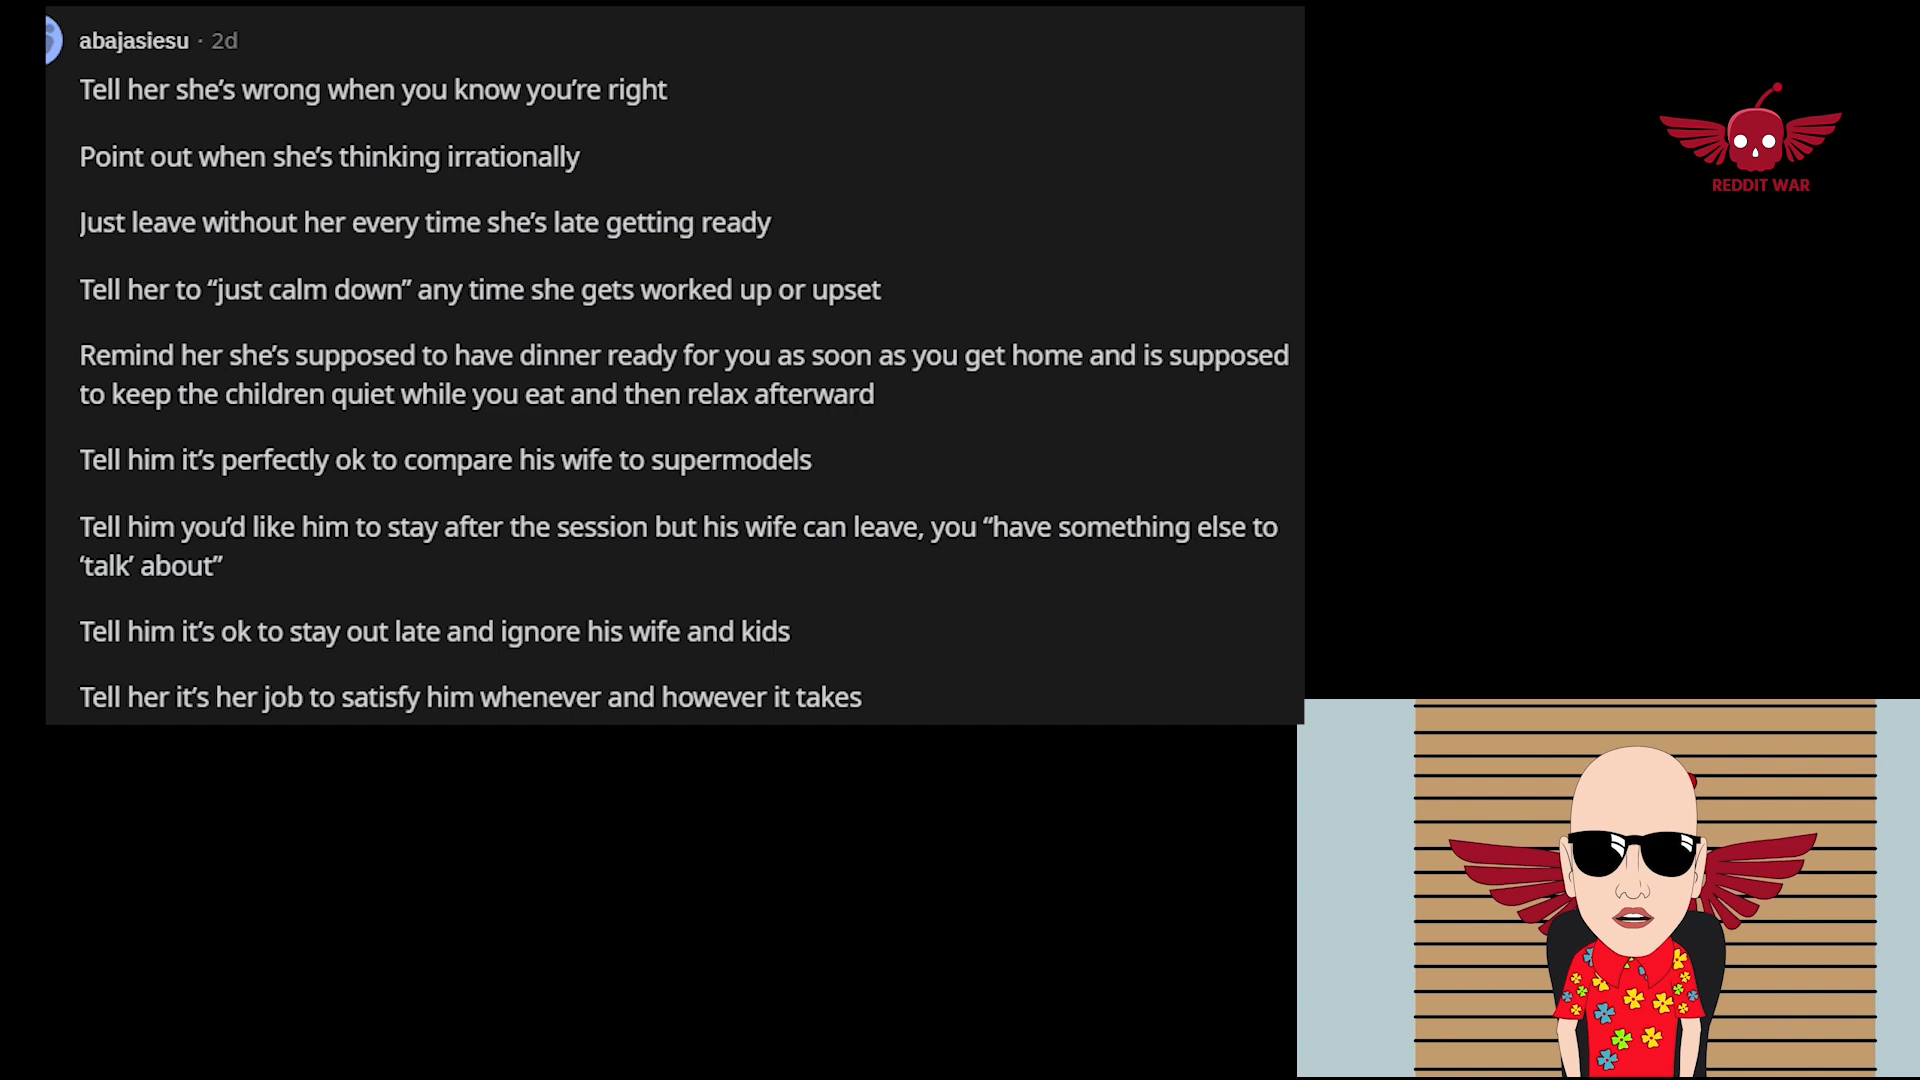 abajasiesu · 2d
Tell her she’s wrong when you know you’re right
Point out when she’s thinking irrationally
Just leave without her every time she’s late getting ready
Tell her to “just calm down” any time she gets worked up or upset
Remind her she’s supposed to have dinner ready for you as soon as you get home and is supposed
to keep the children quiet while you eat and then relax afterward
Tell him it’s perfectly ok to compare his wife to supermodels
Tell him you’d like him to stay after the session but his wife can leave, you “have something else to
‘talk’ about”
Tell him it’s ok to stay out late and ignore his wife and kids
Tell her it’s her job to satisfy him whenever and however it takes
REDDIT WAR